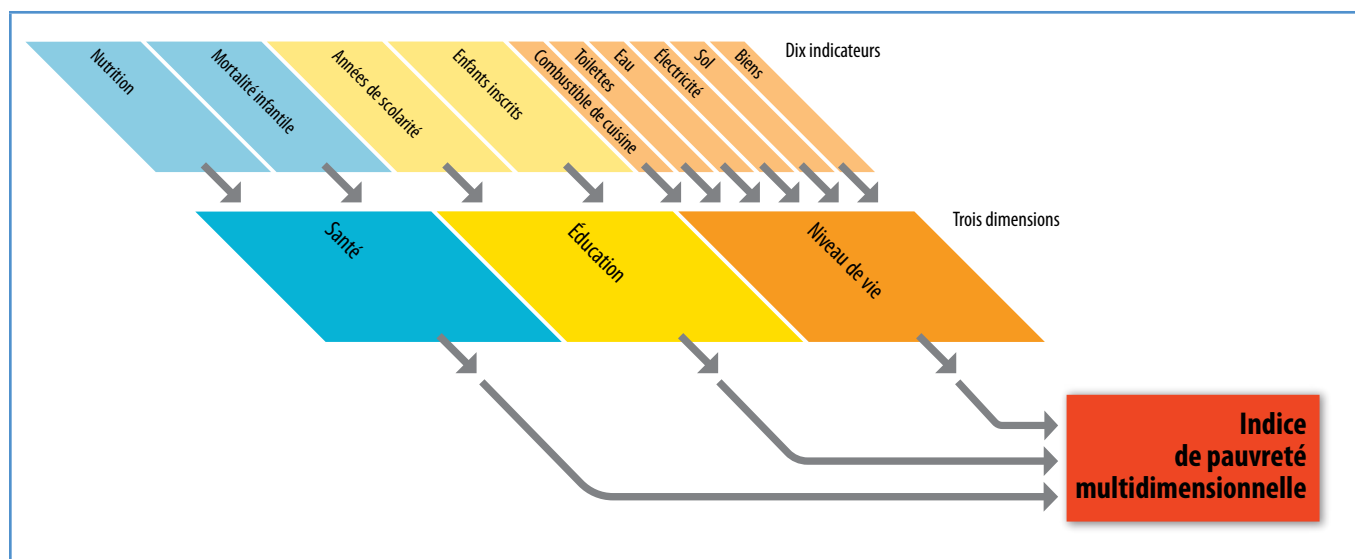 Nutrition
Mortalité infantile
Années de scolarité
Enfants inscrits
Combustible de cuisine
Toilettes
Eau
Électricité
Sol
Biens
Dix indicateurs
Santé
Éducation
Niveau de vie
Trois dimensions
Indice
de pauvreté
multidimensionnelle